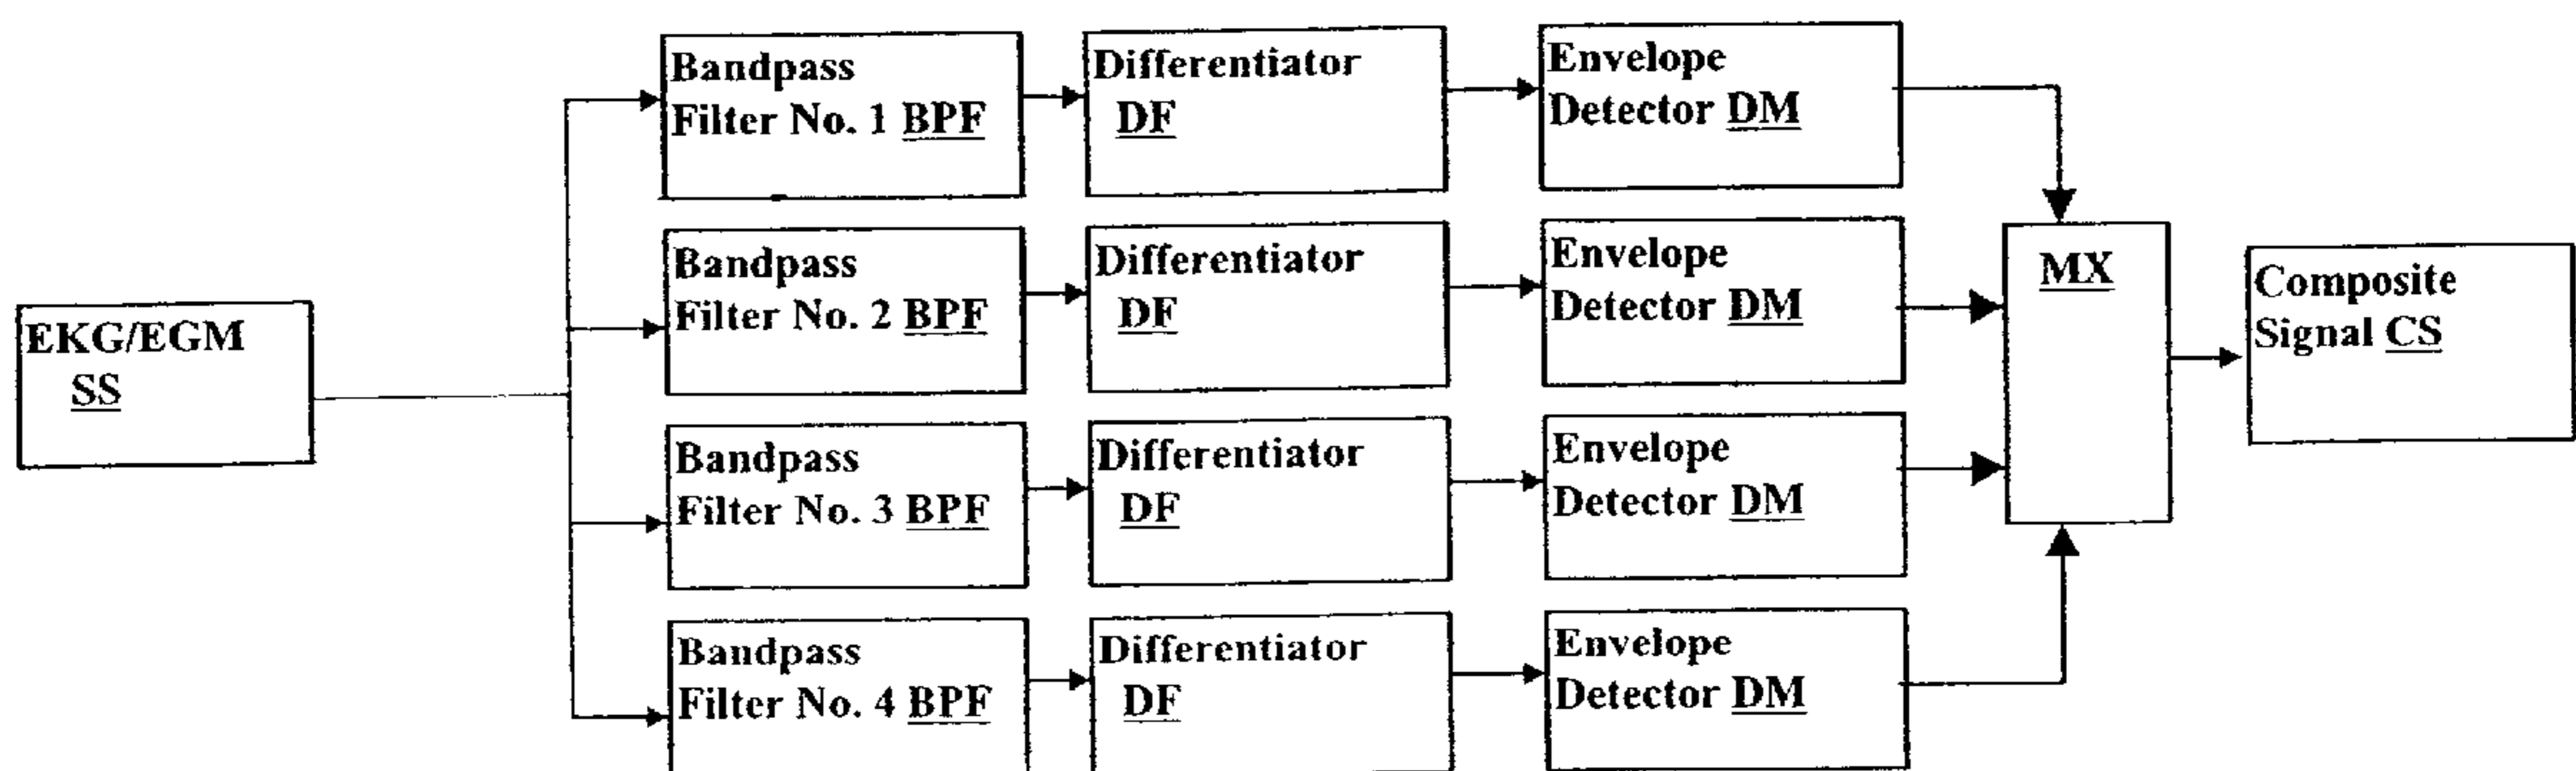 EKG/EGM
SS
Bandpass
Filter No. 1 BPF
Differentiator
DF
Envelope
Detector DM
Bandpass
Filter No. 2 BPF
Differentiator
DF
Envelope
Detector DM
Bandpass
Filter No. 3 BPF
Differentiator
DF
Envelope
Detector DM
Bandpass
Filter No. 4 BPF
Differentiator
DF
Envelope
Detector DM
MX
Composite
Signal CS